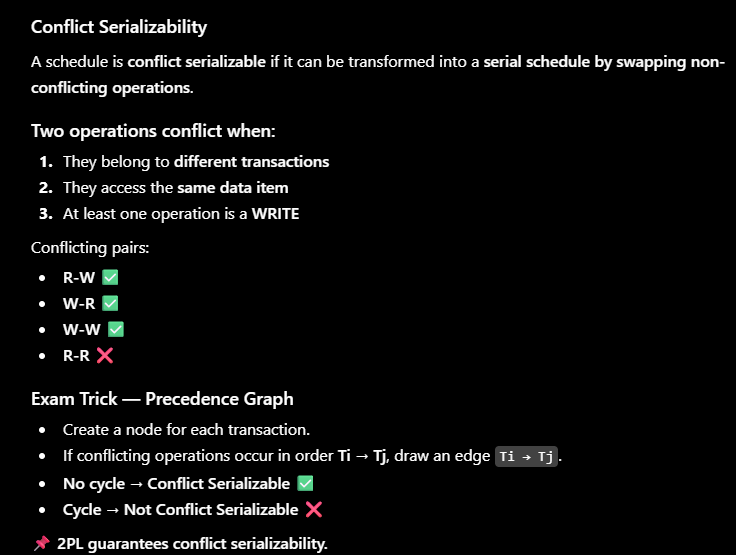 Conflict Serializability
A schedule is conflict serializable if it can be transformed into a serial schedule by swapping non-
conflicting operations.
Two operations conflict when:
1. They belong to different transactions
2. They access the same data item
3. At least one operation is a WRITE
Conflicting pairs:
• R-W ✅
• W-R ✅
• W-W ✅
• R-R ❌
Exam Trick — Precedence Graph
• Create a node for each transaction.
• If conflicting operations occur in order Ti → Tj, draw an edge Ti → Tj.
• No cycle → Conflict Serializable ✅
• Cycle → Not Conflict Serializable ❌
📌 2PL guarantees conflict serializability.